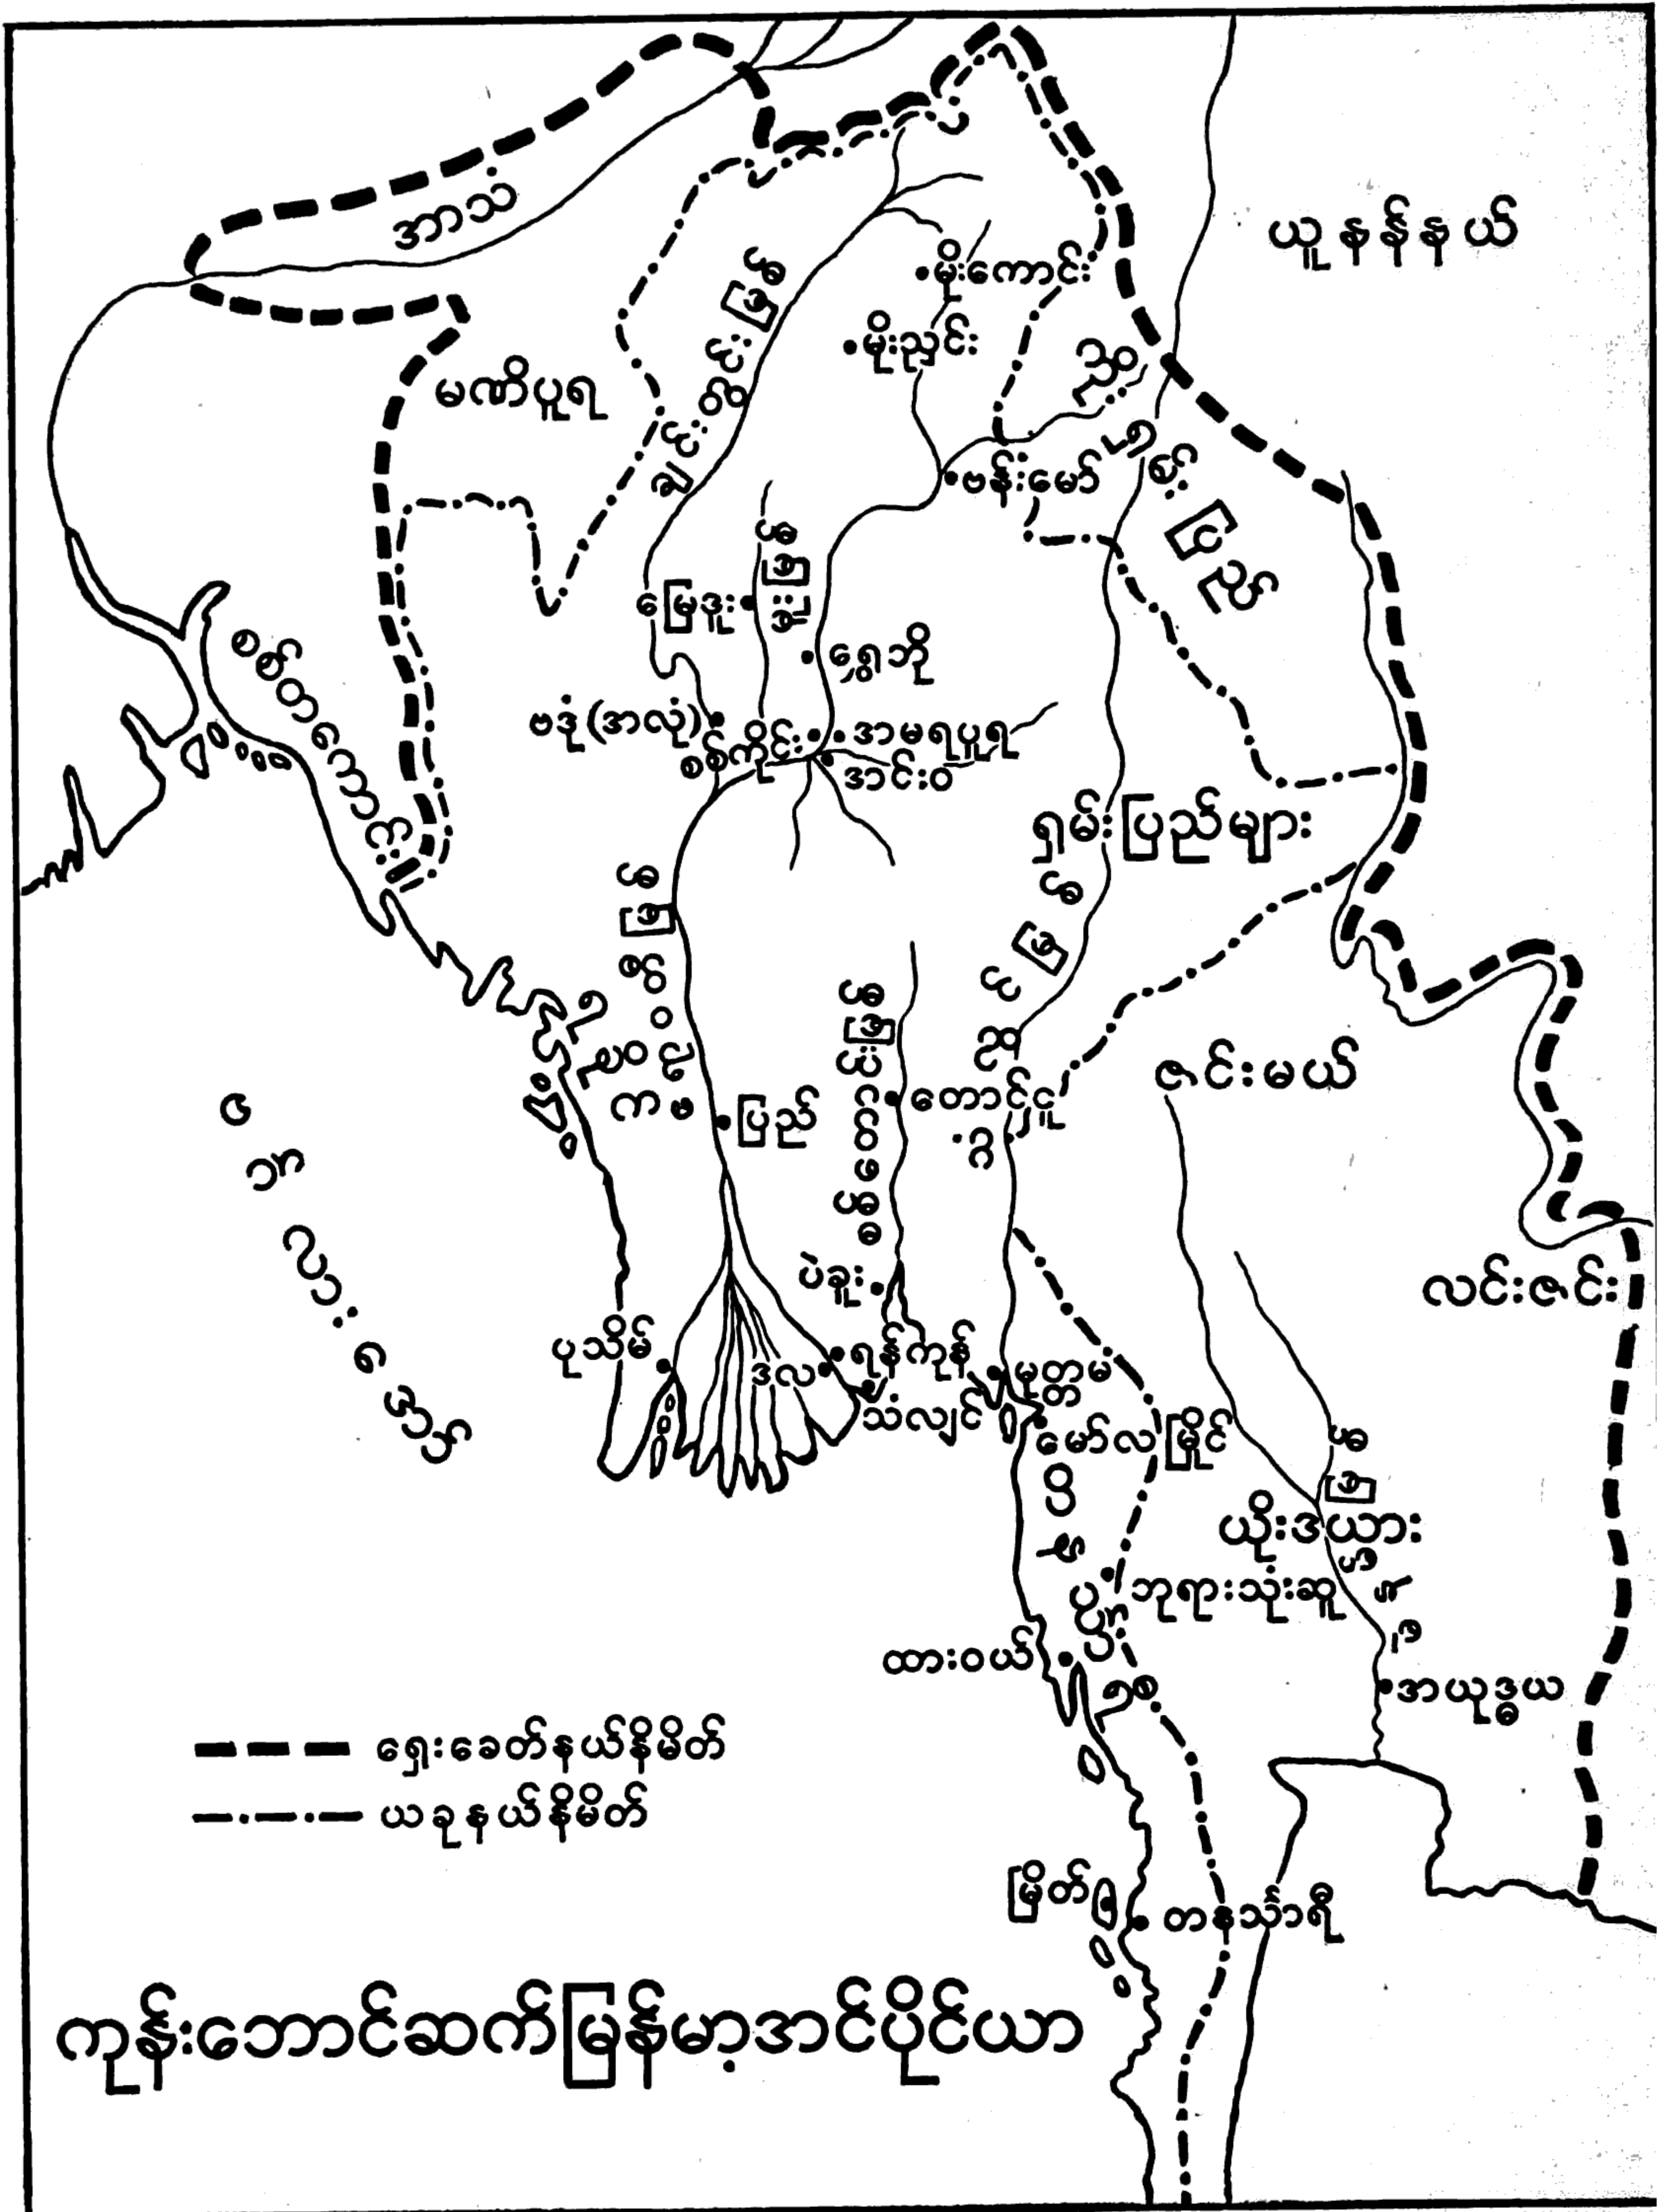 အာသံ
ယူနန်နယ်
မိုးကောင်း
မိုးညှင်း
မဏိပူရ
ချင်းတွင်းမြစ်
ဗန်းမော်
မူးမြစ်
မြေဒူး
ရွှေဘို
စစ်တကောင်း
ဗဒုံ(အလုံ)
စစ်ကိုင်း
အမရပူရ
အင်းဝ
ရှမ်းပြည်များ
ဧရာဝတီမြစ်
စစ်တောင်းမြစ်
ဇင်းမယ်
တောင်ငူ
ပြည်
ပဲခူး
လင်းဇင်း
ပုသိမ်
ဒလ
ရန်ကုန်
သံလျင်
မုတ္တမ
မော်လမြိုင်
ယိုးဒယား
ဘုရားသုံးဆူ
ထားဝယ်
အယုဒ္ဓယ
ရှေးခေတ်နယ်နိမိတ်
ယခုနယ်နိမိတ်
မြိတ်
တနင်္သာရီ
ကုန်းဘောင်ဆက်မြန်မာ့အင်ပိုင်ယာ